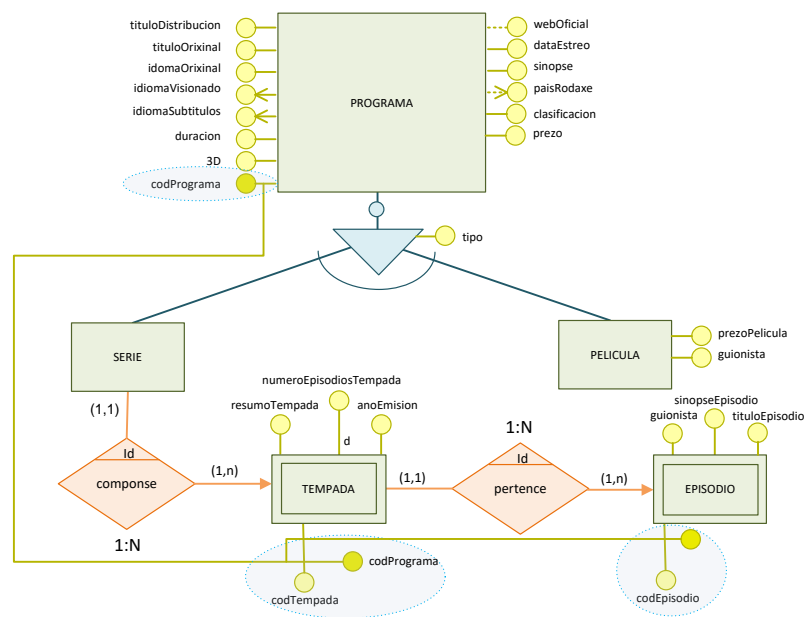 tituloDistribucion
tituloOrixinal
idomaOrixinal
idiomaVisionado
idiomaSubtitulos
duracion
3D
codPrograma
PROGRAMA
webOficial
dataEstreo
sinopse
paisRodaxe
clasificacion
prezo
tipo
SERIE
PELICULA
prezoPelicula
guionista
(1,1)
numeroEpisodiosTempada
resumoTempada
anoEmision
d
sinopseEpisodio
guionista
tituloEpisodio
1:N
Id
componse
(1,n)
TEMPADA
(1,1)
Id
pertence
(1,n)
EPISODIO
1:N
codPrograma
codTempada
codEpisodio